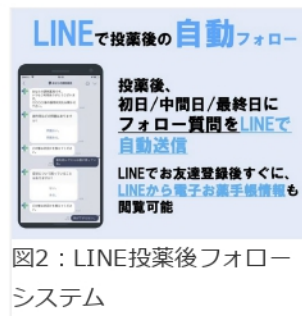 LINEで投薬後の自動フォロー
投薬後、
初日/中間日/最終日に
フォロー質問をLINEで
自動送信
LINEでお友達登録後すぐに、
LINEから電子お薬手帳情報も
閲覧可能
図2：LINE投薬後フォロー
システム